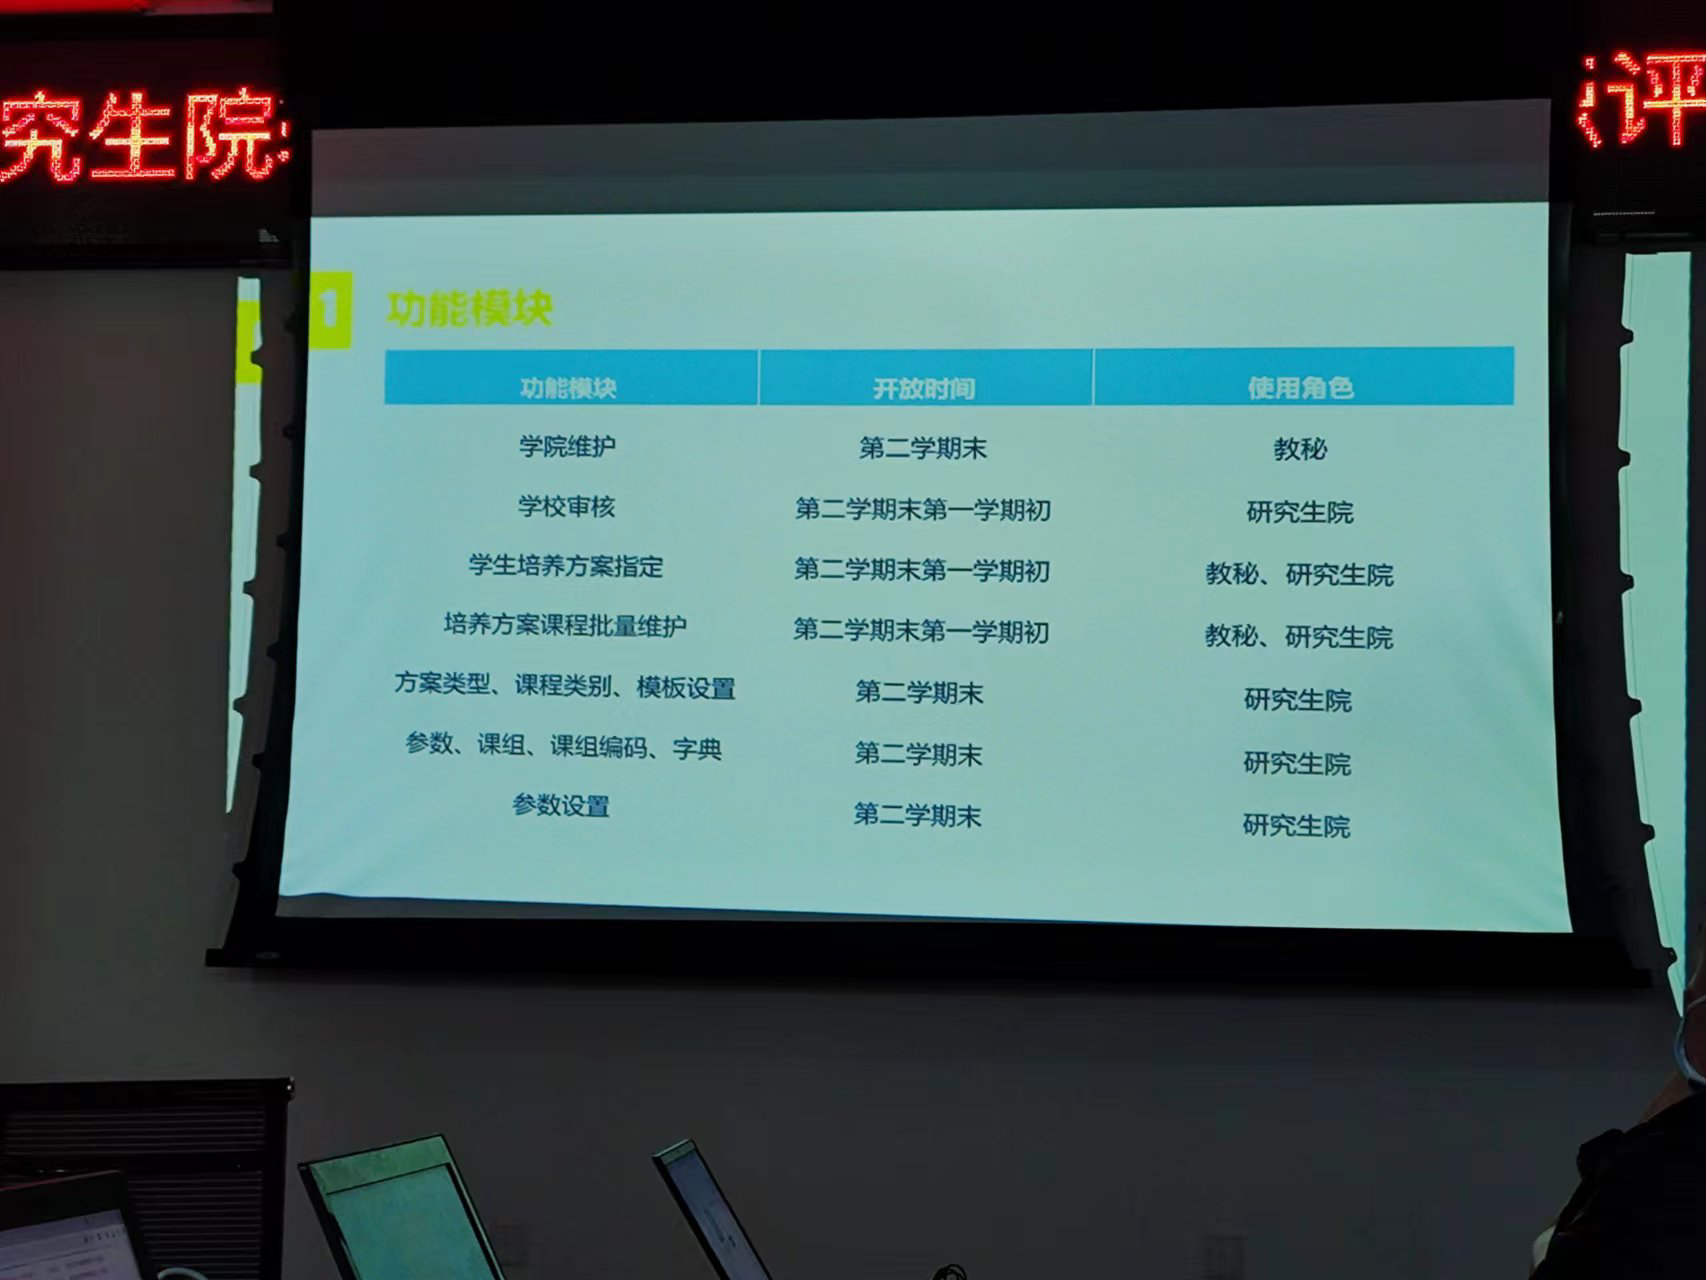 究生院
评
1
功能模块
功能模块 开放时间 使用角色
学院维护 第二学期末 教秘
学校审核 第二学期末第一学期初 研究生院
学生培养方案指定 第二学期末第一学期初 教秘、研究生院
培养方案课程批量维护 第二学期末第一学期初 教秘、研究生院
方案类型、课程类别、模板设置 第二学期末 研究生院
参数、课组、课组编码、字典 第二学期末 研究生院
参数设置 第二学期末 研究生院